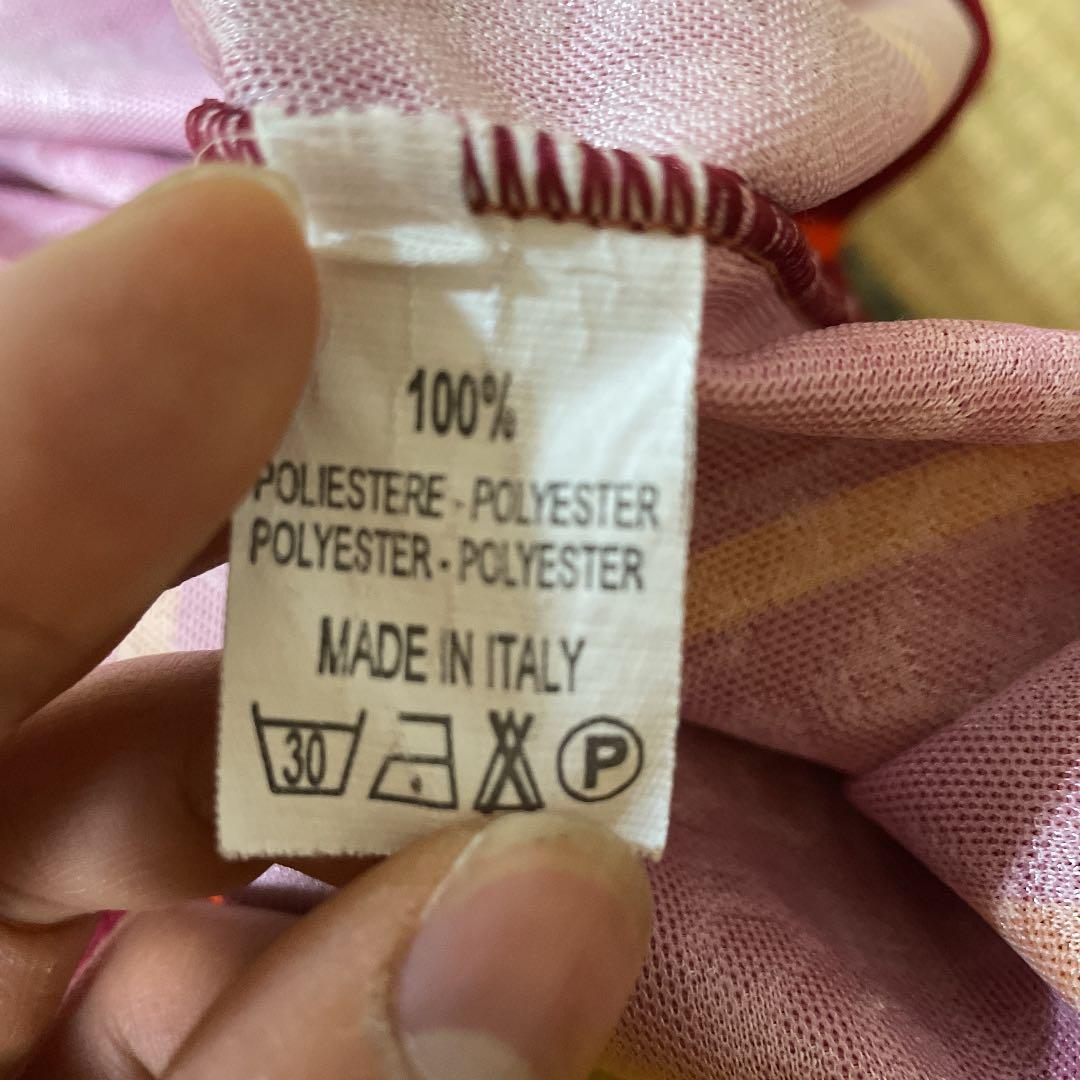 100%
POLIESTERE - POLYESTER
POLYESTER - POLYESTER
MADE IN ITALY
30 P